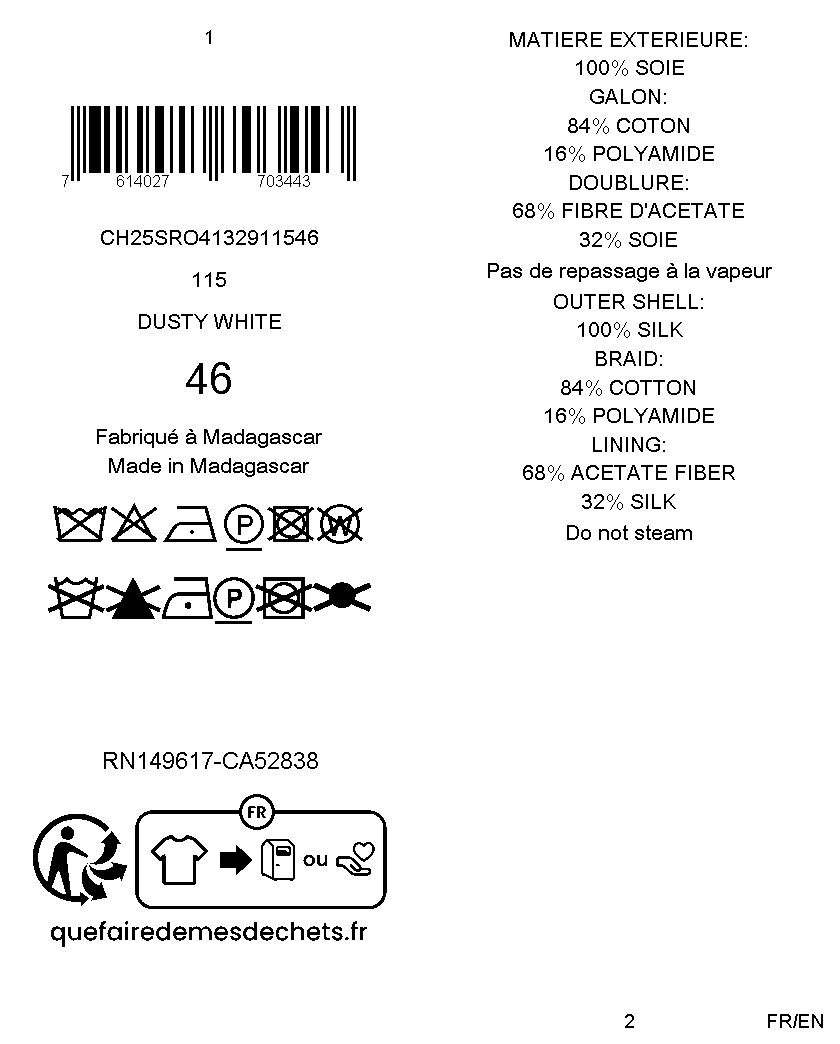 1
7 614027 703443
CH25SRO4132911546
115
DUSTY WHITE
46
Fabriqué à Madagascar
Made in Madagascar
P W
P
RN149617-CA52838
FR
ou
quefairedemesdechets.fr
MATIERE EXTERIEURE:
100% SOIE
GALON:
84% COTON
16% POLYAMIDE
DOUBLURE:
68% FIBRE D'ACETATE
32% SOIE
Pas de repassage à la vapeur
OUTER SHELL:
100% SILK
BRAID:
84% COTTON
16% POLYAMIDE
LINING:
68% ACETATE FIBER
32% SILK
Do not steam
2
FR/EN